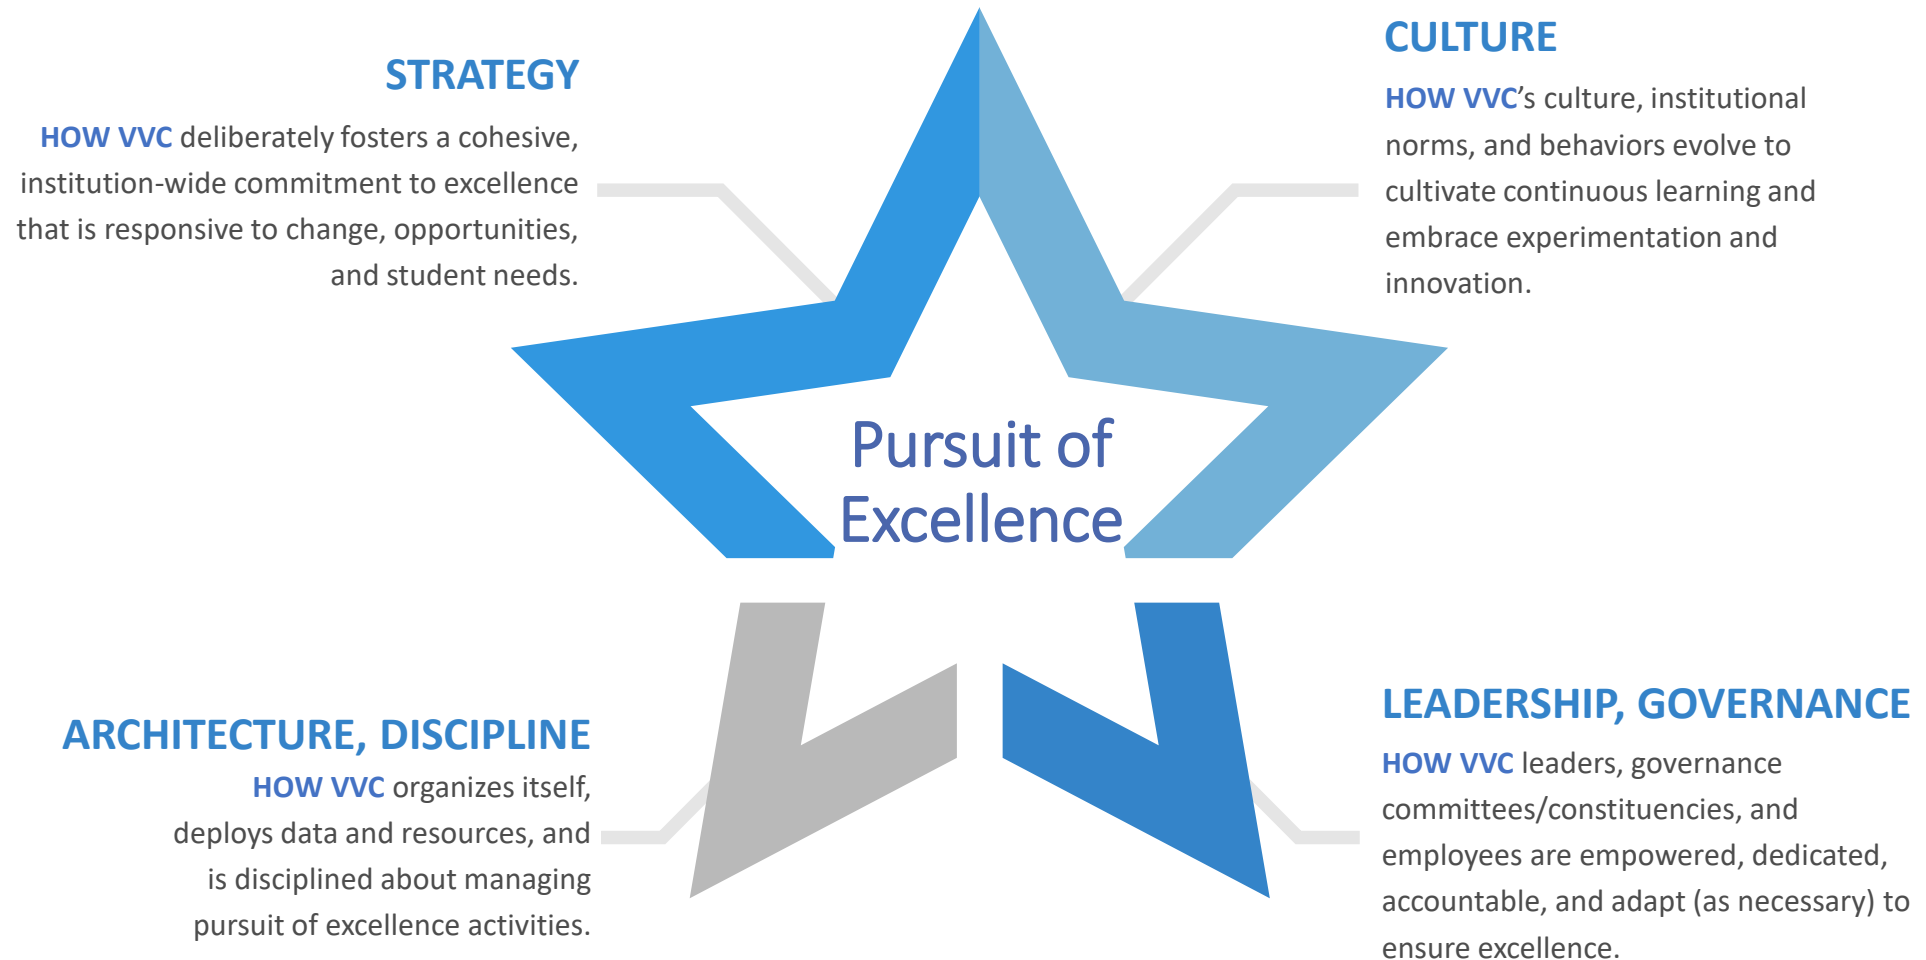 STRATEGY
HOW VVC deliberately fosters a cohesive,
institution-wide commitment to excellence
that is responsive to change, opportunities,
and student needs.
CULTURE
HOW VVC’s culture, institutional
norms, and behaviors evolve to
cultivate continuous learning and
embrace experimentation and
innovation.
Pursuit of
Excellence
ARCHITECTURE, DISCIPLINE
HOW VVC organizes itself,
deploys data and resources, and
is disciplined about managing
pursuit of excellence activities.
LEADERSHIP, GOVERNANCE
HOW VVC leaders, governance
committees/constituencies, and
employees are empowered, dedicated,
accountable, and adapt (as necessary) to
ensure excellence.